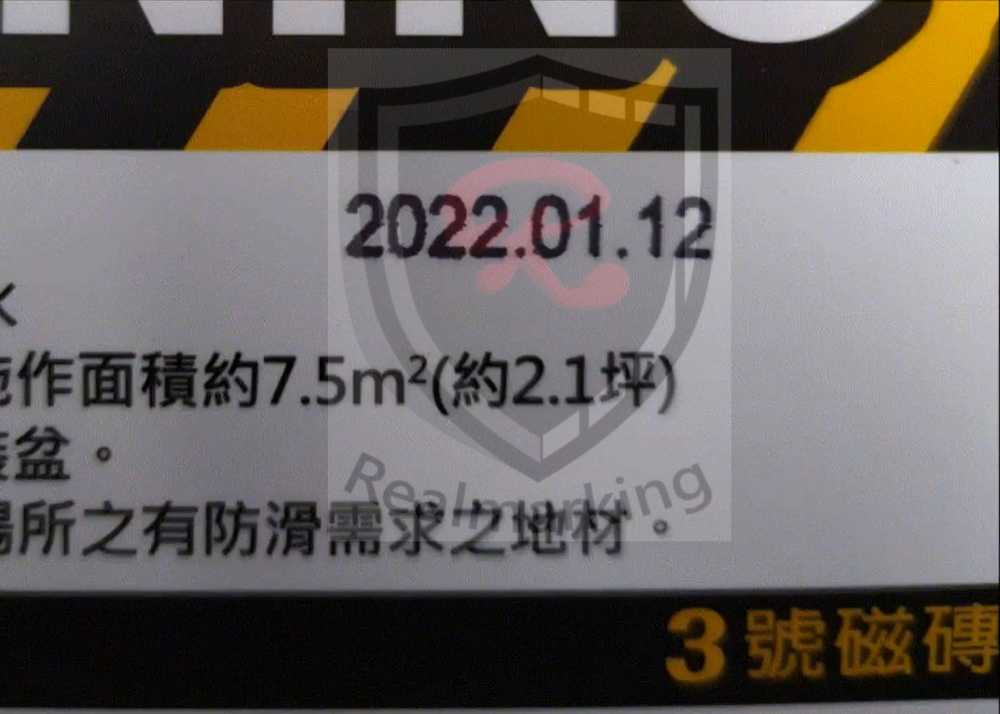 2022.01.12
作面積約7.5m²(約2.1坪)
盆。
所之有防滑需求之地材。
3號磁磚
Realmarking